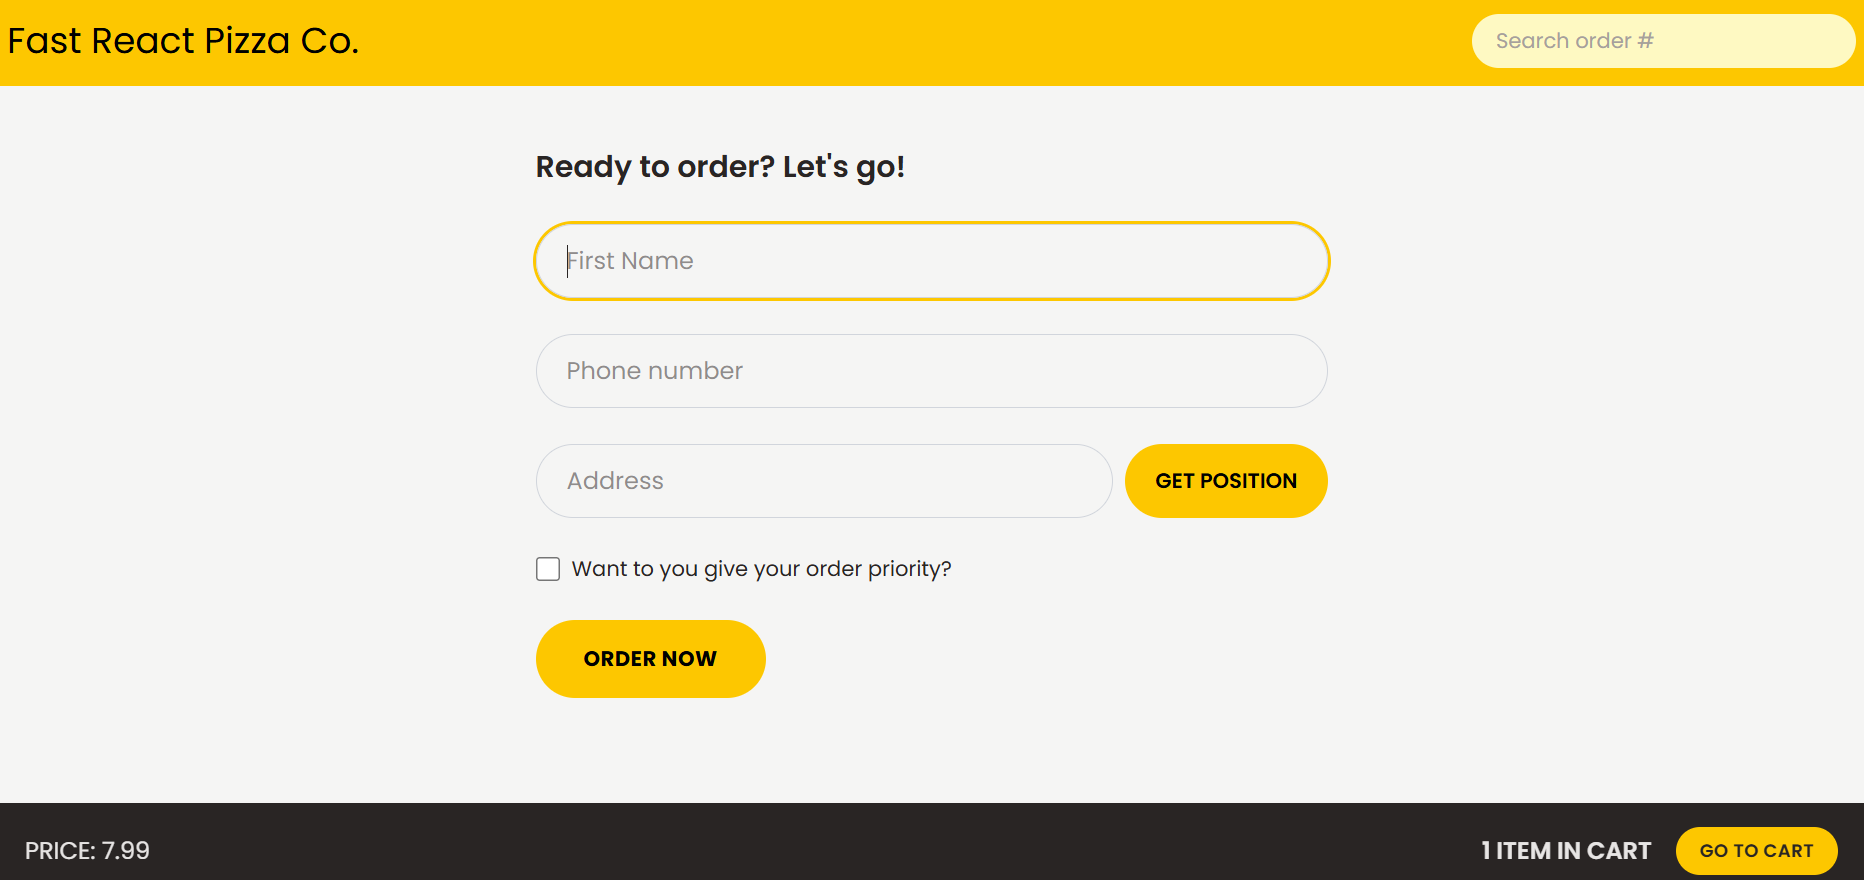 Fast React Pizza Co.
Search order #
Ready to order? Let's go!
First Name
Phone number
Address
GET POSITION
Want to you give your order priority?
ORDER NOW
PRICE: 7.99
1 ITEM IN CART
GO TO CART